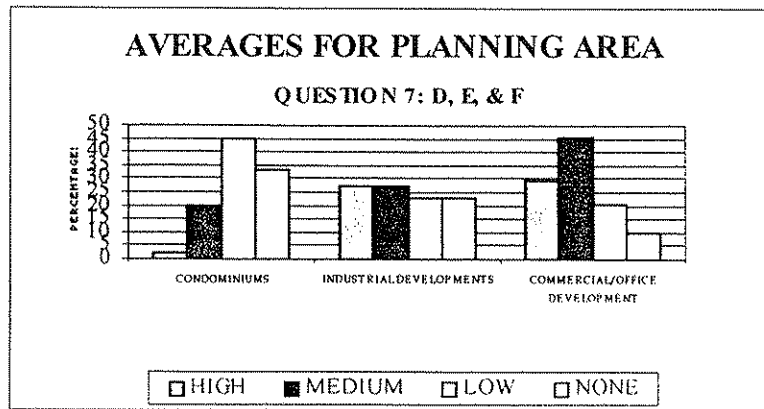 AVERAGES FOR PLANNING AREA
QUESTION 7: D, E, & F
PERCENTAGE:
50
45
40
35
30
25
20
15
10
5
0
CONDOMINIUMS
INDUSTRIAL DEVELOPMENTS
COMMERCIAL/OFFICE
DEVELOPMENT
HIGH MEDIUM LOW NONE